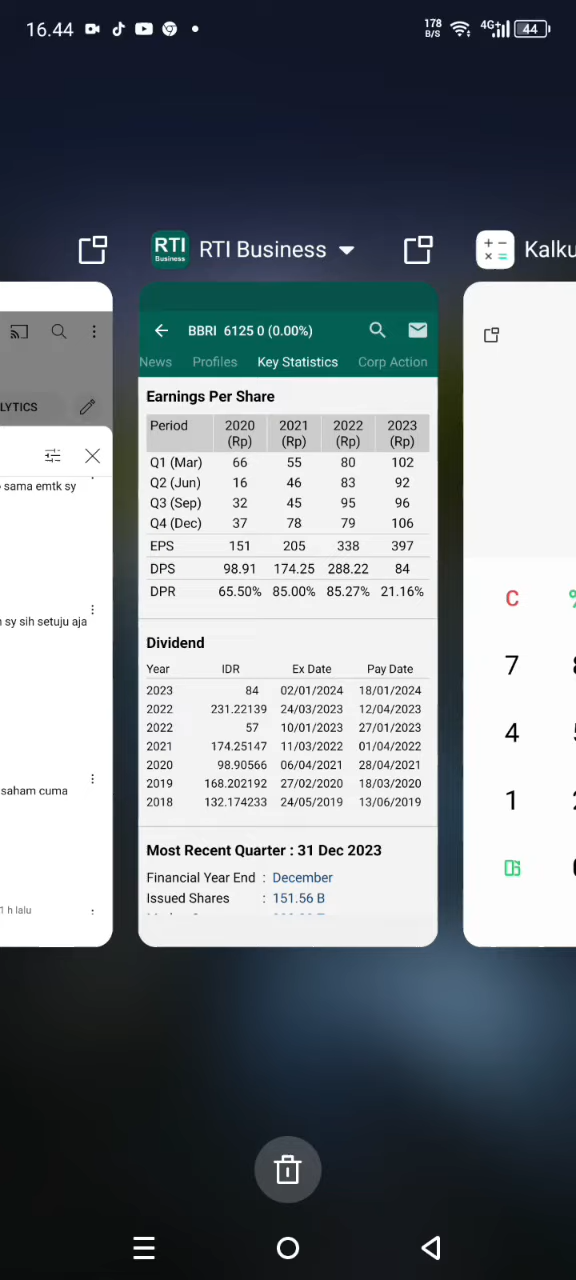 16.44
178 B/S
4G+
44
RTI Business
RTI Business
Kalku
BBRI 6125 0 (0.00%)
News Profiles Key Statistics Corp Action
LYTICS
sama emtk sy
sy sih setuju aja
saham cuma
1 h lalu
Earnings Per Share
Period 2020 (Rp) 2021 (Rp) 2022 (Rp) 2023 (Rp)
Q1 (Mar) 66 55 80 102
Q2 (Jun) 16 46 83 92
Q3 (Sep) 32 45 95 96
Q4 (Dec) 37 78 79 106
EPS 151 205 338 397
DPS 98.91 174.25 288.22 84
DPR 65.50% 85.00% 85.27% 21.16%
Dividend
Year IDR Ex Date Pay Date
2023 84 02/01/2024 18/01/2024
2022 231.22139 24/03/2023 12/04/2023
2022 57 10/01/2023 27/01/2023
2021 174.25147 11/03/2022 01/04/2022
2020 98.90566 06/04/2021 28/04/2021
2019 168.202192 27/02/2020 18/03/2020
2018 132.174233 24/05/2019 13/06/2019
Most Recent Quarter : 31 Dec 2023
Financial Year End : December
Issued Shares : 151.56 B
C %
7
4
1